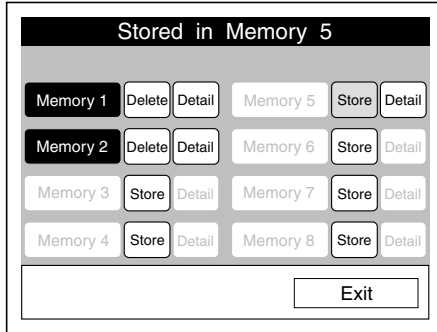 Stored in Memory 5
Memory 1 Delete Detail Memory 5 Store Detail
Memory 2 Delete Detail Memory 6 Store Detail
Memory 3 Store Detail Memory 7 Store Detail
Memory 4 Store Detail Memory 8 Store Detail
Exit